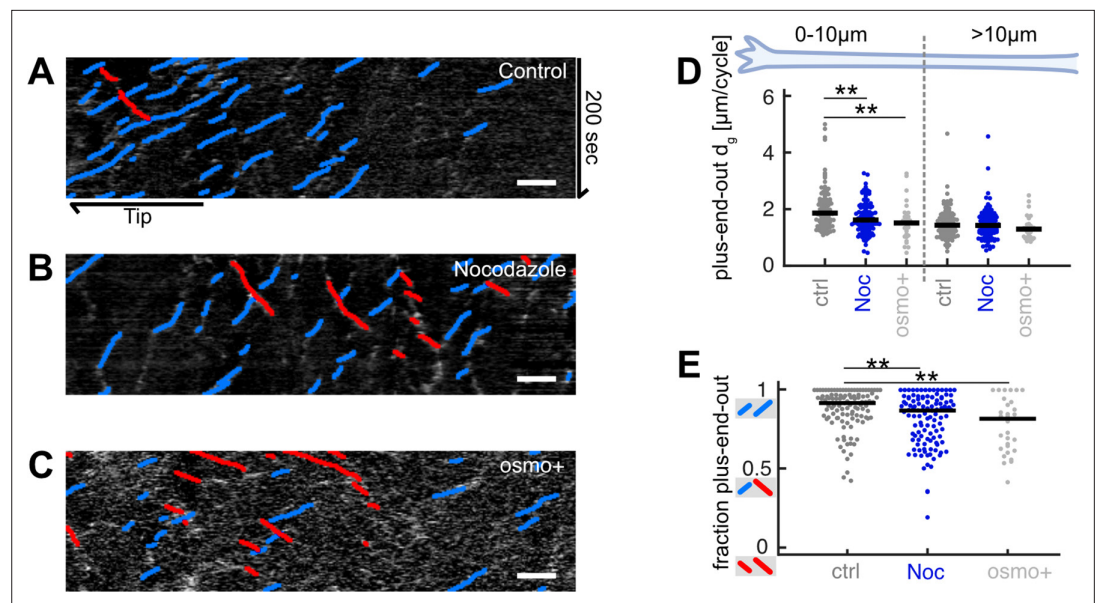 A
Control
200 sec
Tip
B
Nocodazole
C
osmo+
D
0-10µm
>10µm
plus-end-out d_g [µm/cycle]
**
**
6
4
2
0
ctrl
Noc
osmo+
ctrl
Noc
osmo+
E
fraction plus-end-out
**
**
1
0.5
0
ctrl
Noc
osmo+